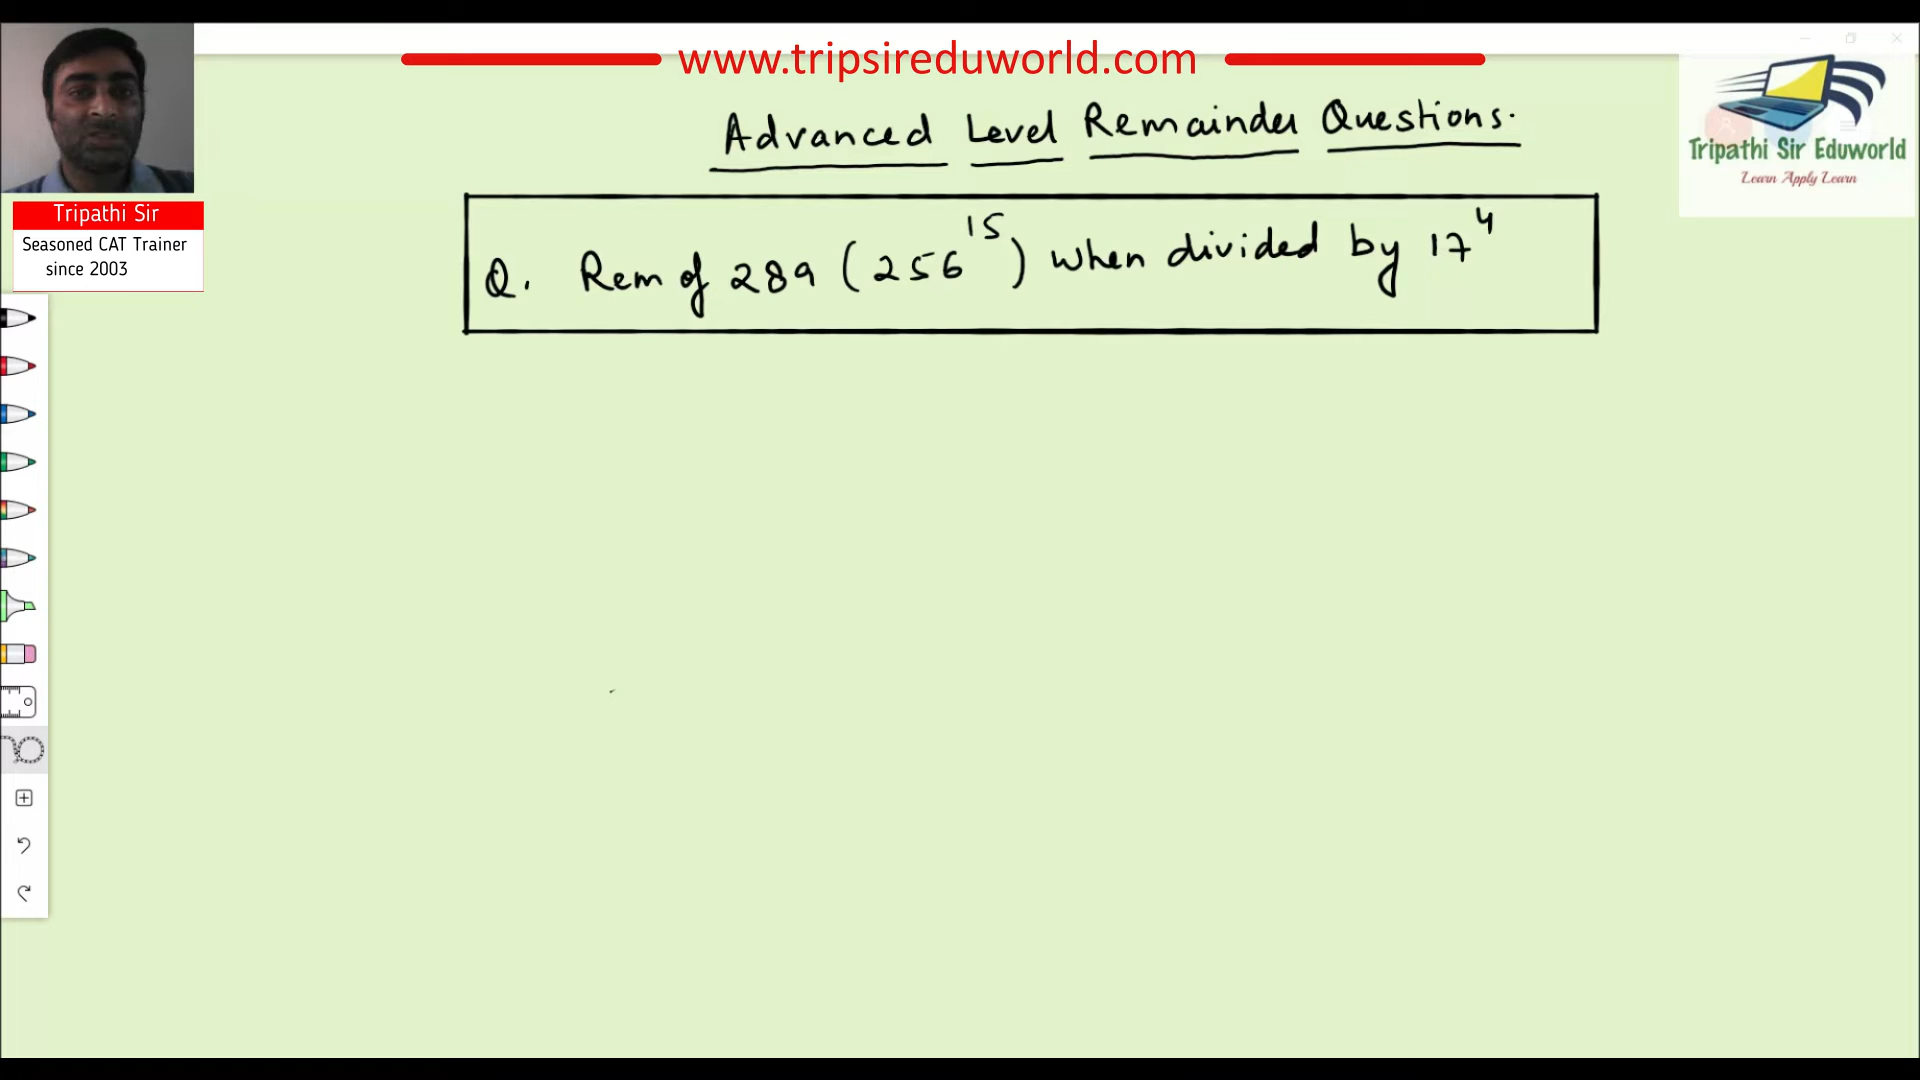 www.tripsireduworld.com
Advanced Level Remainder Questions.
Tripathi Sir Eduworld
Learn Apply Learn
Tripathi Sir
Seasoned CAT Trainer
since 2003
Q. Rem of 289 (256^15) when divided by 17^4